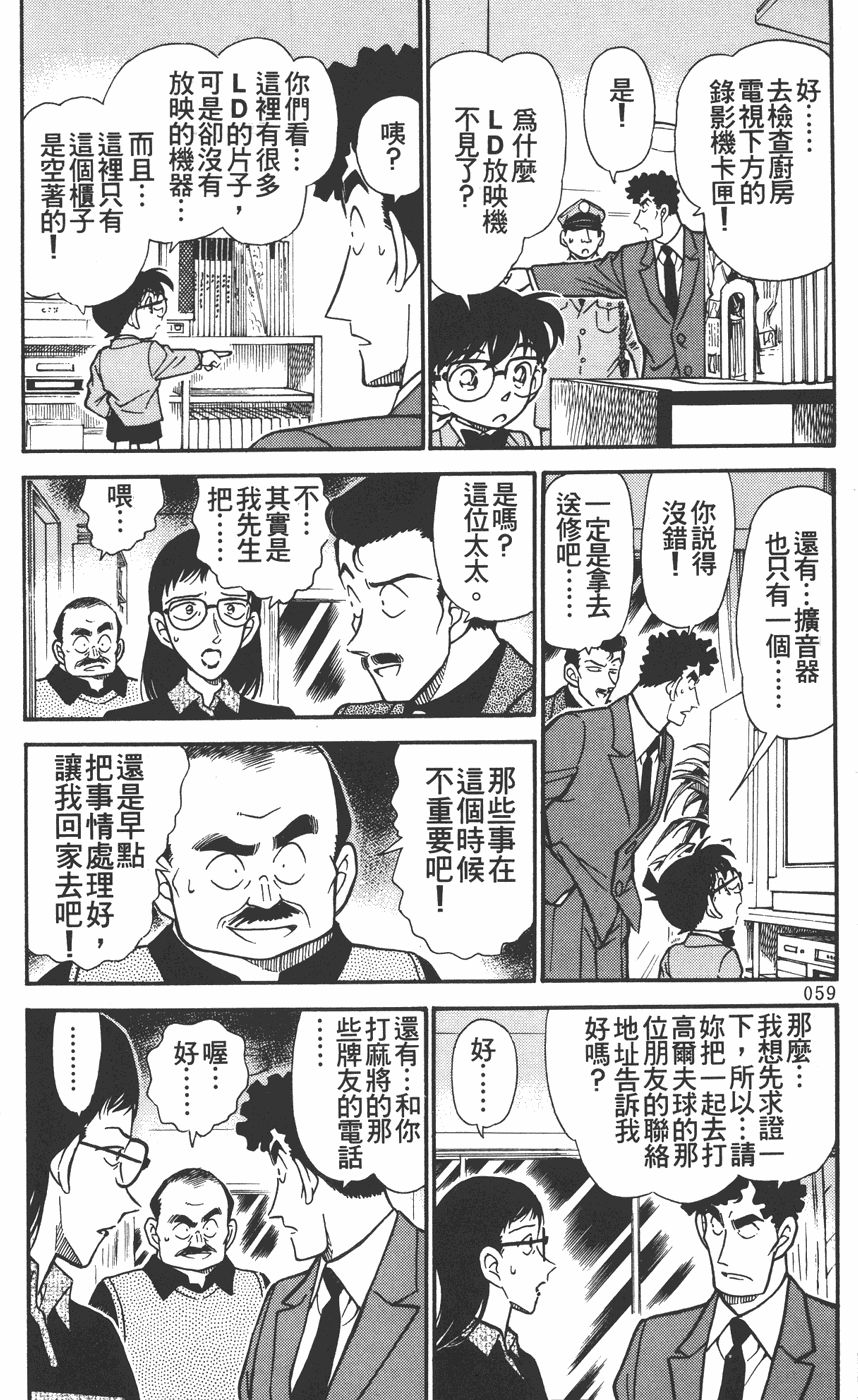 好……
去檢查廚房
電視下方的
錄影機卡匣！
是！
為什麼
LD放映機
不見了？
咦？
你們看…
這裡有很多
LD的片子，
可是卻沒有
放映的機器…
而且…
這裡只有
這個櫃子
是空著的！
還有…擴音器
也只有一個……
你說得
沒錯！
一定是拿去
送修吧……
是嗎？
這位太太。
不…
其實是
我先生
把……
喂…
那些事在
這個時候
不重要吧！
還是早點
把事情處理好，
讓我回家去吧！
059
那麼…
我想先求證一
下，所以…請
妳把一起去打
高爾夫球的那
位朋友的聯絡
地址告訴我
好嗎？
好……
還有…和你
打麻將的那
些牌友的電話
喔…
好……
………